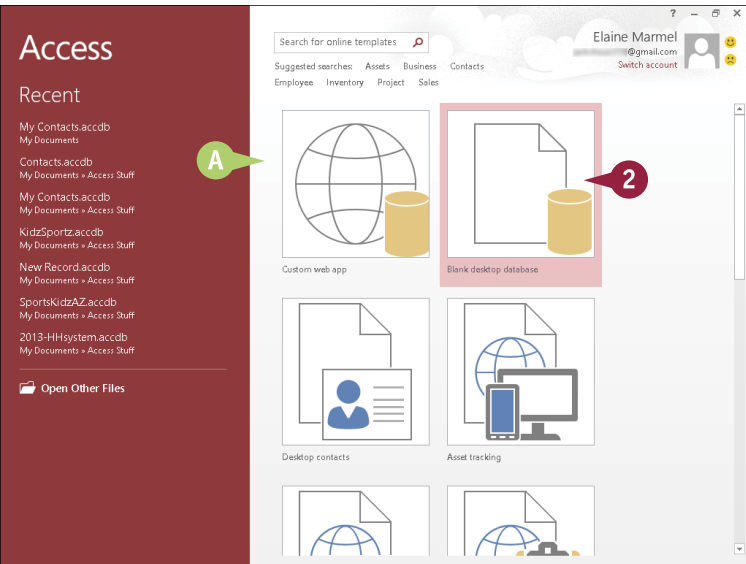 Access
Recent
My Contacts.accdb
My Documents
Contacts.accdb
My Documents » Access Stuff
My Contacts.accdb
My Documents » Access Stuff
KidzSportz.accdb
My Documents » Access Stuff
New Record.accdb
My Documents » Access Stuff
SportsKidzAZ.accdb
My Documents » Access Stuff
2013-HHsystem.accdb
My Documents » Access Stuff
Open Other Files
?
Search for online templates
Suggested searches: Assets Business Contacts
Employee Inventory Project Sales
Elaine Marmel
@gmail.com
Switch account
A
2
Custom web app
Blank desktop database
Desktop contacts
Asset tracking